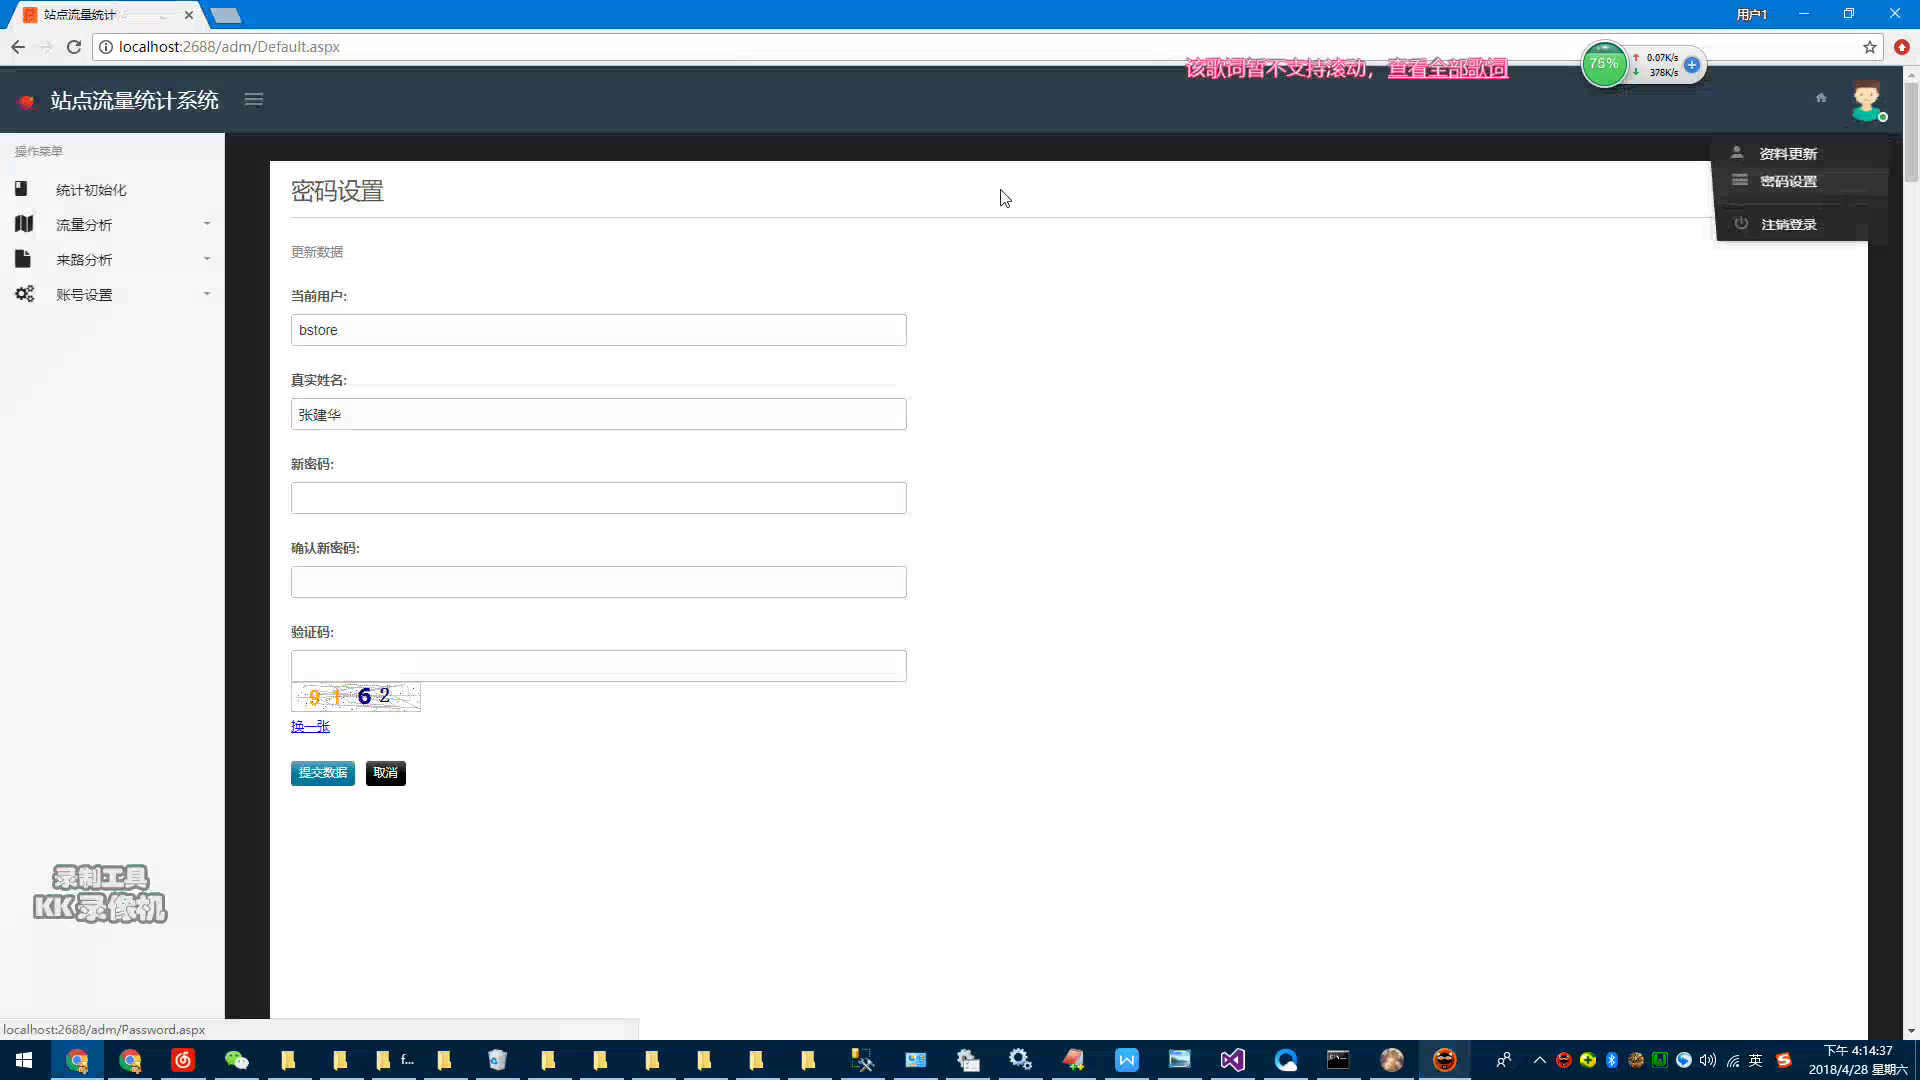 站点流量统计
用户1
localhost:2688/adm/Default.aspx
该歌词暂不支持滚动，查看全部歌词
75%
0.07K/s
378K/s
站点流量统计系统
操作菜单
统计初始化
流量分析
来路分析
账号设置
资料更新
密码设置
注销登录
密码设置
更新数据
当前用户:
bstore
真实姓名:
张建华
新密码:
确认新密码:
验证码:
9 1 6 2
换一张
提交数据
取消
录制工具
KK录像机
localhost:2688/adm/Password.aspx
f...
英
下午 4:14:37
2018/4/28 星期六